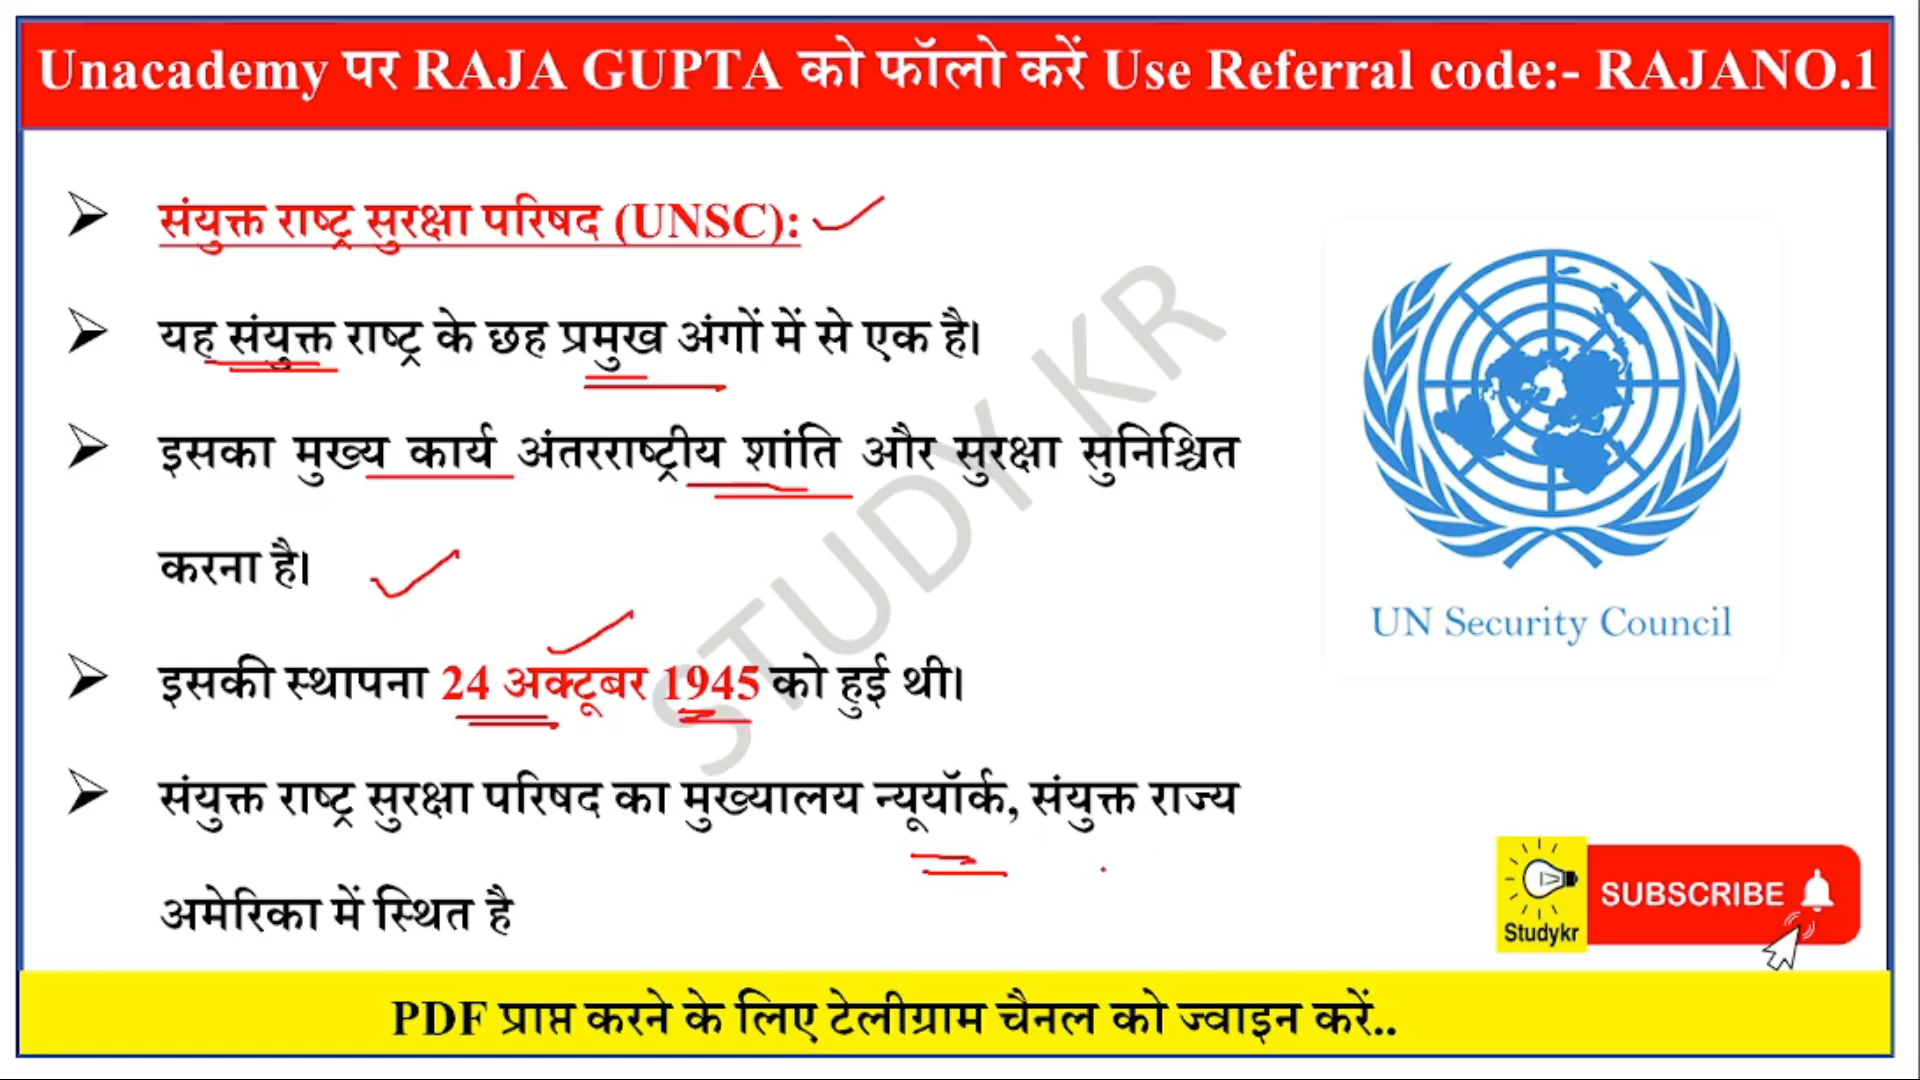 Unacademy पर RAJA GUPTA को फॉलो करें Use Referral code:- RAJANO.1
संयुक्त राष्ट्र सुरक्षा परिषद (UNSC):
यह संयुक्त राष्ट्र के छह प्रमुख अंगों में से एक है।
इसका मुख्य कार्य अंतरराष्ट्रीय शांति और सुरक्षा सुनिश्चित
करना है।
इसकी स्थापना 24 अक्टूबर 1945 को हुई थी।
संयुक्त राष्ट्र सुरक्षा परिषद का मुख्यालय न्यूयॉर्क, संयुक्त राज्य
अमेरिका में स्थित है
STUDY KR
UN Security Council
Studykr
SUBSCRIBE
PDF प्राप्त करने के लिए टेलीग्राम चैनल को ज्वाइन करें..